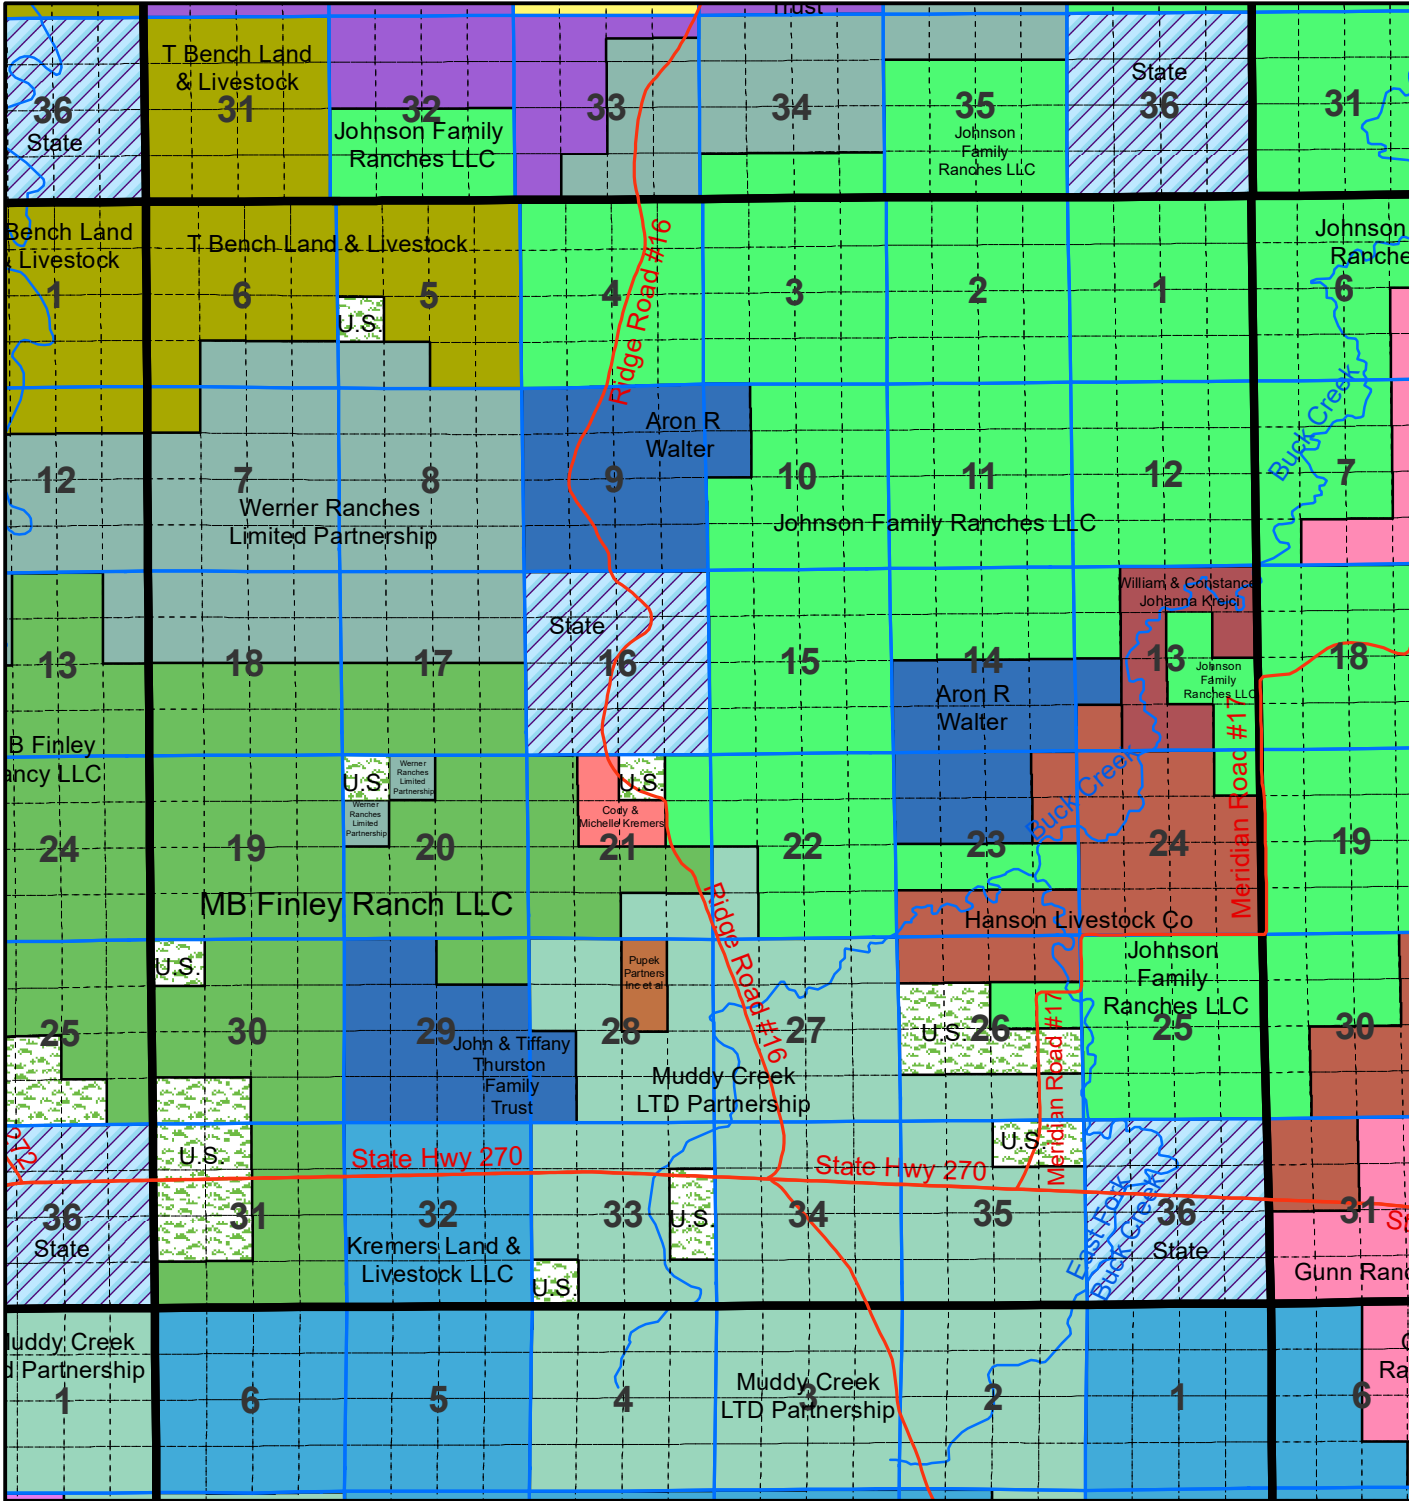 Trust
T Bench Land
& Livestock
36
State
31
32
Johnson Family
Ranches LLC
33
34
35
Johnson
Family
Ranches LLC
State
36
31
Bench Land
Livestock
1
T Bench Land & Livestock
6
5
U.S.
4
Ridge Road #16
3
2
1
Johnson
Ranche
6
12
7
8
Werner Ranches
Limited Partnership
Aron R
Walter
9
10
11
12
Johnson Family Ranches LLC
Buck Creek
7
13
18
17
State
16
15
14
Aron R
Walter
William & Constance
Johanna Krejci
13
Johnson
Family
Ranches LLC
18
B Finley
ancy LLC
24
19
U.S.
Werner
Ranches
Limited
Partnership
Werner
Ranches
Limited
Partnership
20
U.S.
Cody &
Michelle Kremers
21
22
23
Buck Creek
24
Meridian Road #17
19
MB Finley Ranch LLC
Ridge Road #16
Hanson Livestock Co
U.S.
25
30
29
John & Tiffany
Thurston
Family
Trust
Pupek
Partners
Inc et al
28
27
Muddy Creek
LTD Partnership
U.S.
26
Meridian Road #17
Johnson
Family
Ranches LLC
25
30
U.S.
State Hwy 270
State Hwy 270
U.S.
36
State
31
32
Kremers Land &
Livestock LLC
33
U.S.
U.S.
34
35
East Fork
Buck Creek
36
State
31
Gunn Ranc
Muddy Creek
d Partnership
1
6
5
4
Muddy Creek
LTD Partnership
3
2
1
6
Ra